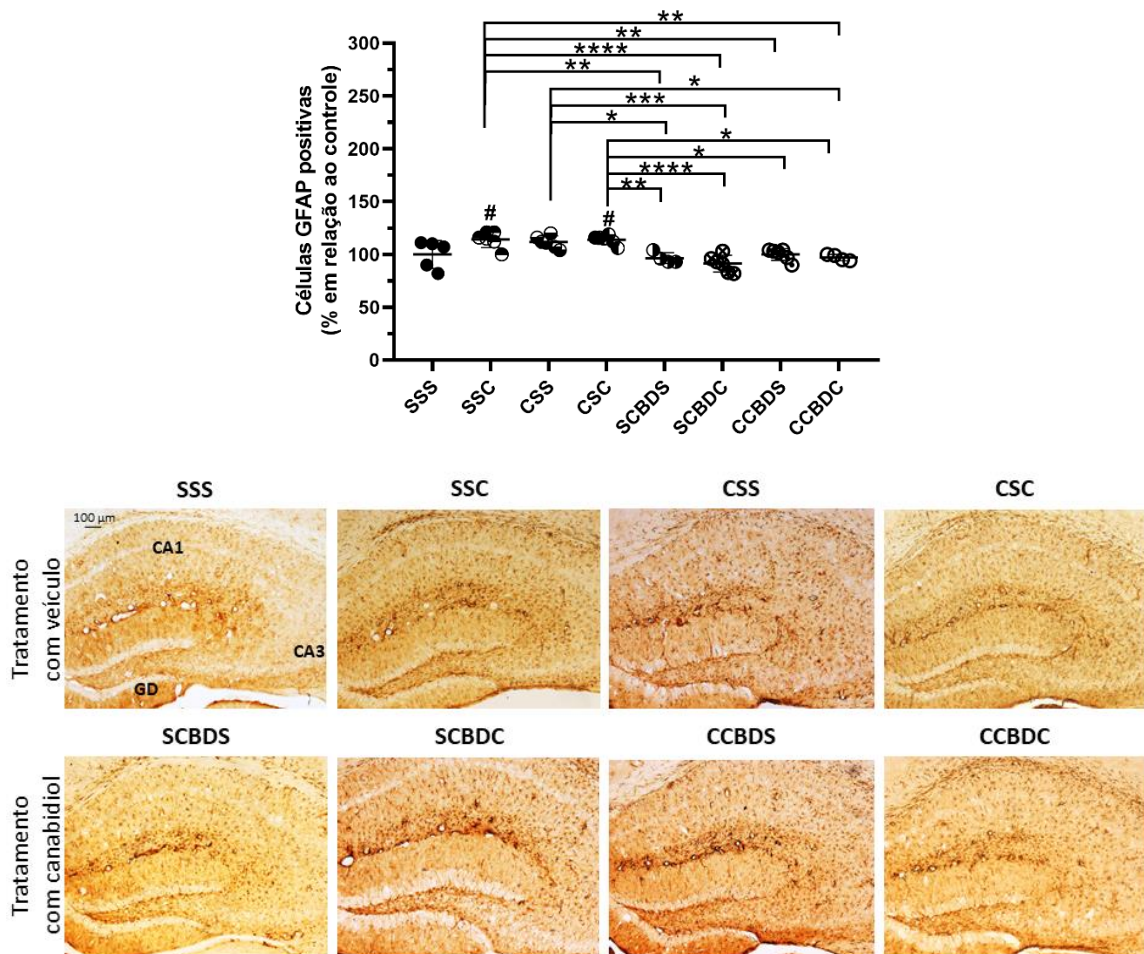 **
**
****
**
*
***
*
*
*
****
**
Células GFAP positivas
(% em relação ao controle)
300
250
200
150
100
50
0
#
#
SSS
SSC
CSS
CSC
SCBDS
SCBDC
CCBDS
CCBDC
SSS
SSC
CSS
CSC
Tratamento
com veículo
100 µm
CA1
CA3
GD
SCBDS
SCBDC
CCBDS
CCBDC
Tratamento
com canabidiol